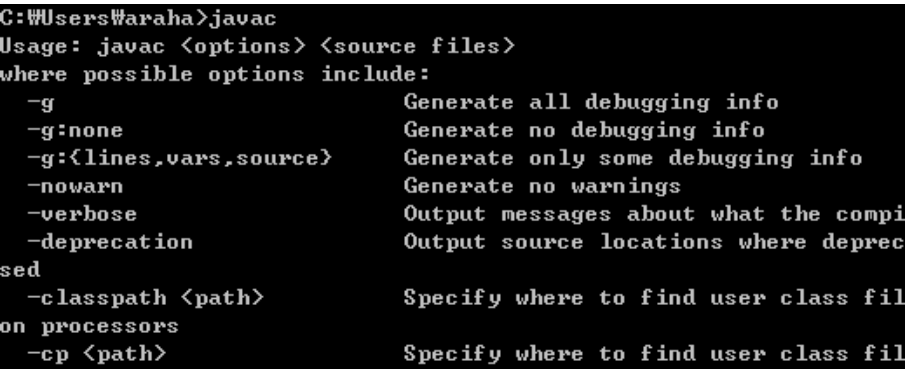 C:₩Users₩araha>javac
Usage: javac <options> <source files>
where possible options include:
  -g                         Generate all debugging info
  -g:none                    Generate no debugging info
  -g:{lines,vars,source}     Generate only some debugging info
  -nowarn                    Generate no warnings
  -verbose                   Output messages about what the compi
  -deprecation               Output source locations where deprec
sed
  -classpath <path>          Specify where to find user class fil
on processors
  -cp <path>                 Specify where to find user class fil